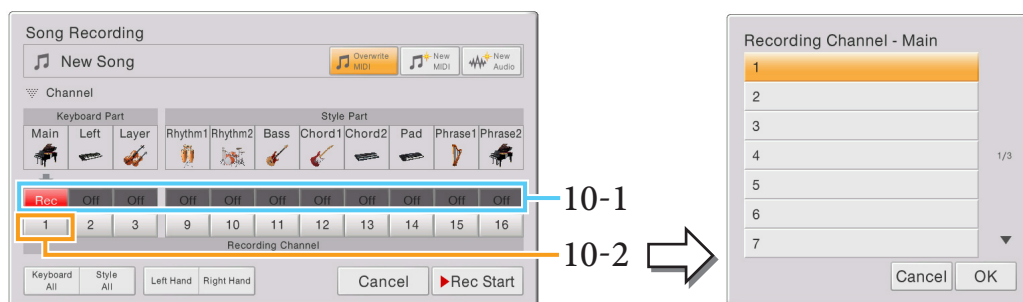 Song Recording
New Song
Overwrite MIDI
New MIDI
New Audio
Channel
Keyboard Part
Style Part
Main Left Layer Rhythm1 Rhythm2 Bass Chord1 Chord2 Pad Phrase1 Phrase2
Rec Off Off Off Off Off Off Off Off Off Off
1 2 3 9 10 11 12 13 14 15 16
Recording Channel
Keyboard All
Style All
Left Hand
Right Hand
Cancel
Rec Start
10-1
10-2
Recording Channel - Main
1
2
3
4
5
6
7
1/3
Cancel
OK